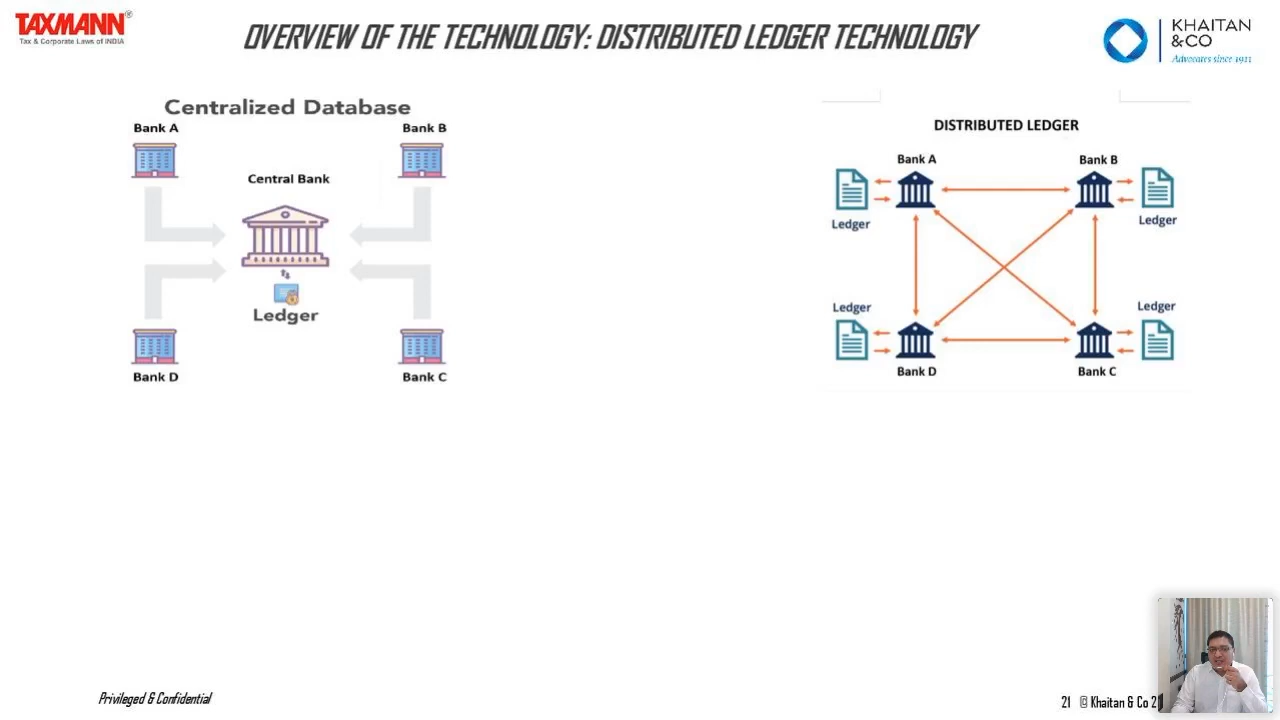 TAXMANN®
Tax & Corporate Laws of INDIA
OVERVIEW OF THE TECHNOLOGY: DISTRIBUTED LEDGER TECHNOLOGY
KHAITAN
&CO
Advocates since 1911
Centralized Database
Bank A
Bank B
Central Bank
Ledger
Bank D
Bank C
DISTRIBUTED LEDGER
Bank A
Bank B
Ledger
Ledger
Ledger
Ledger
Bank D
Bank C
Privileged & Confidential
21 @ Khaitan & Co